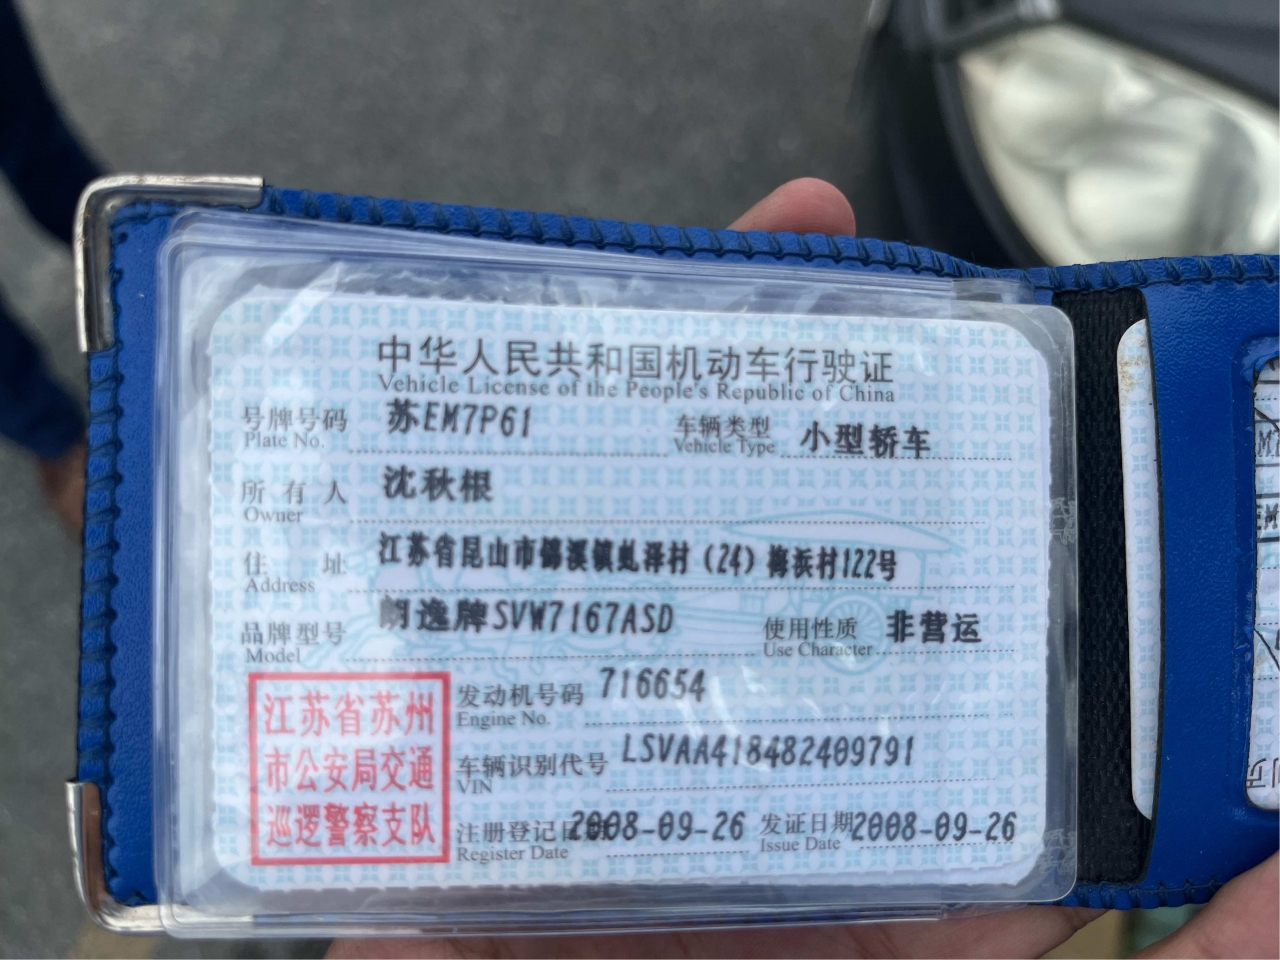 中华人民共和国机动车行驶证
Vehicle License of the People's Republic of China
号牌号码 苏EM7P61 车辆类型 小型轿车
Plate No. Vehicle Type
所有人 沈秋根
Owner
住址 江苏省昆山市锦溪镇虬泽村（24）梅浜村122号
Address
品牌型号 朗逸牌SVW7167ASD 使用性质 非营运
Model Use Character
发动机号码 716654
Engine No.
车辆识别代号 LSVAA418482409791
VIN
注册登记日期 2008-09-26 发证日期 2008-09-26
Register Date Issue Date
江苏省苏州
市公安局交通
巡逻警察支队